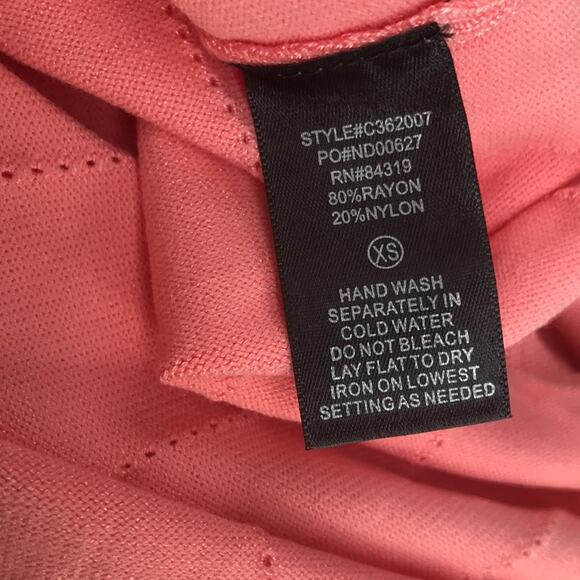 STYLE#C362007
PO#ND00627
RN#84319
80%RAYON
20%NYLON
XS
HAND WASH
SEPARATELY IN
COLD WATER
DO NOT BLEACH
LAY FLAT TO DRY
IRON ON LOWEST
SETTING AS NEEDED